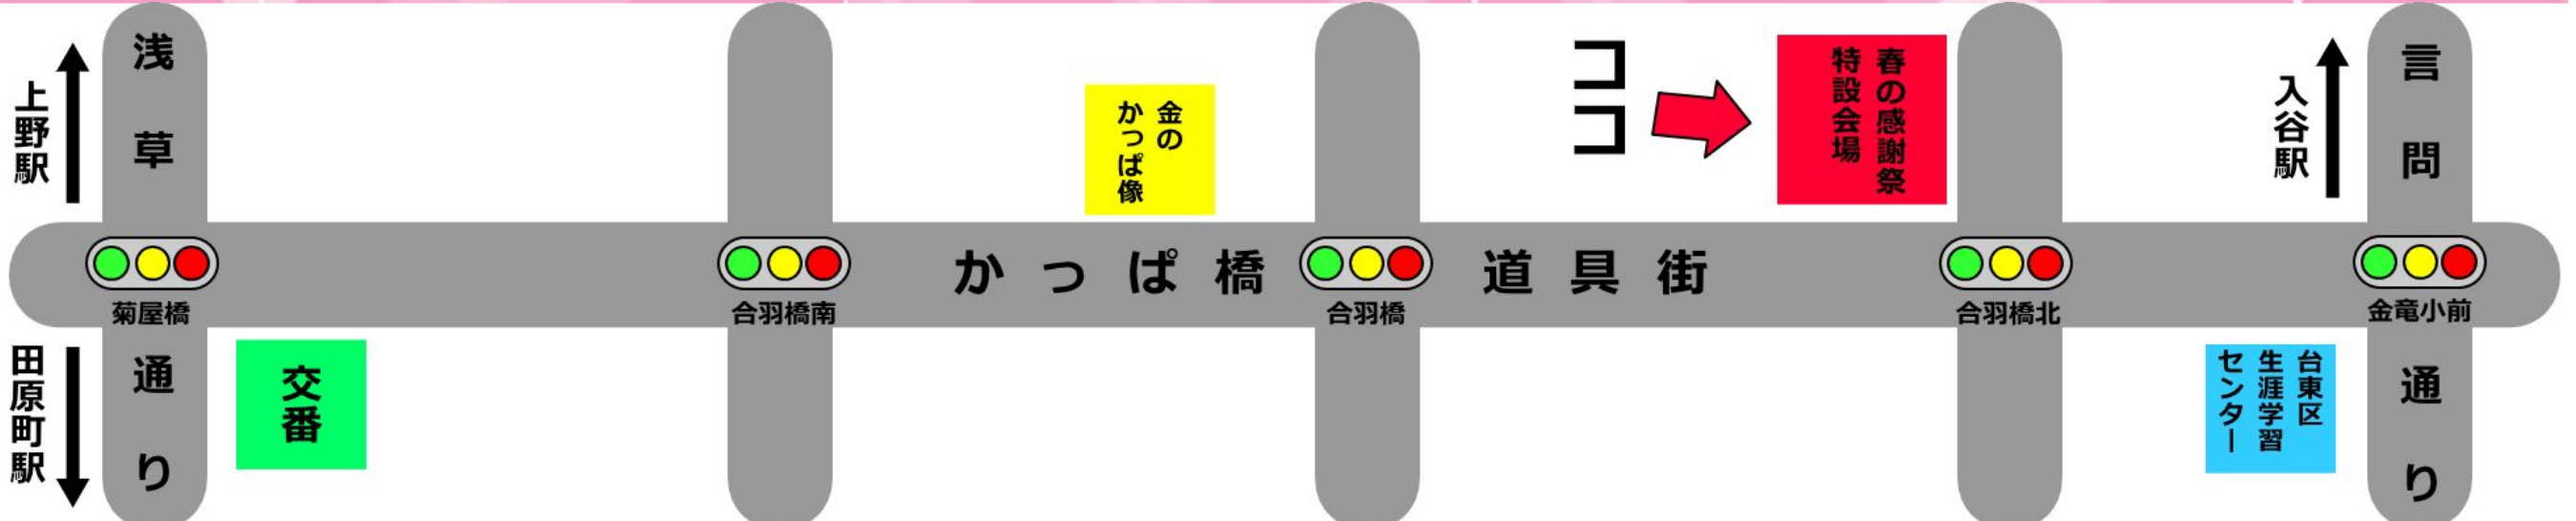 浅草通り
上野駅
田原町駅
菊屋橋
交番
合羽橋南
金の
かっぱ像
かっぱ橋
合羽橋
道具街
ココ
春の感謝祭
特設会場
合羽橋北
入谷駅
言問通り
金竜小前
台東区
生涯学習
センター